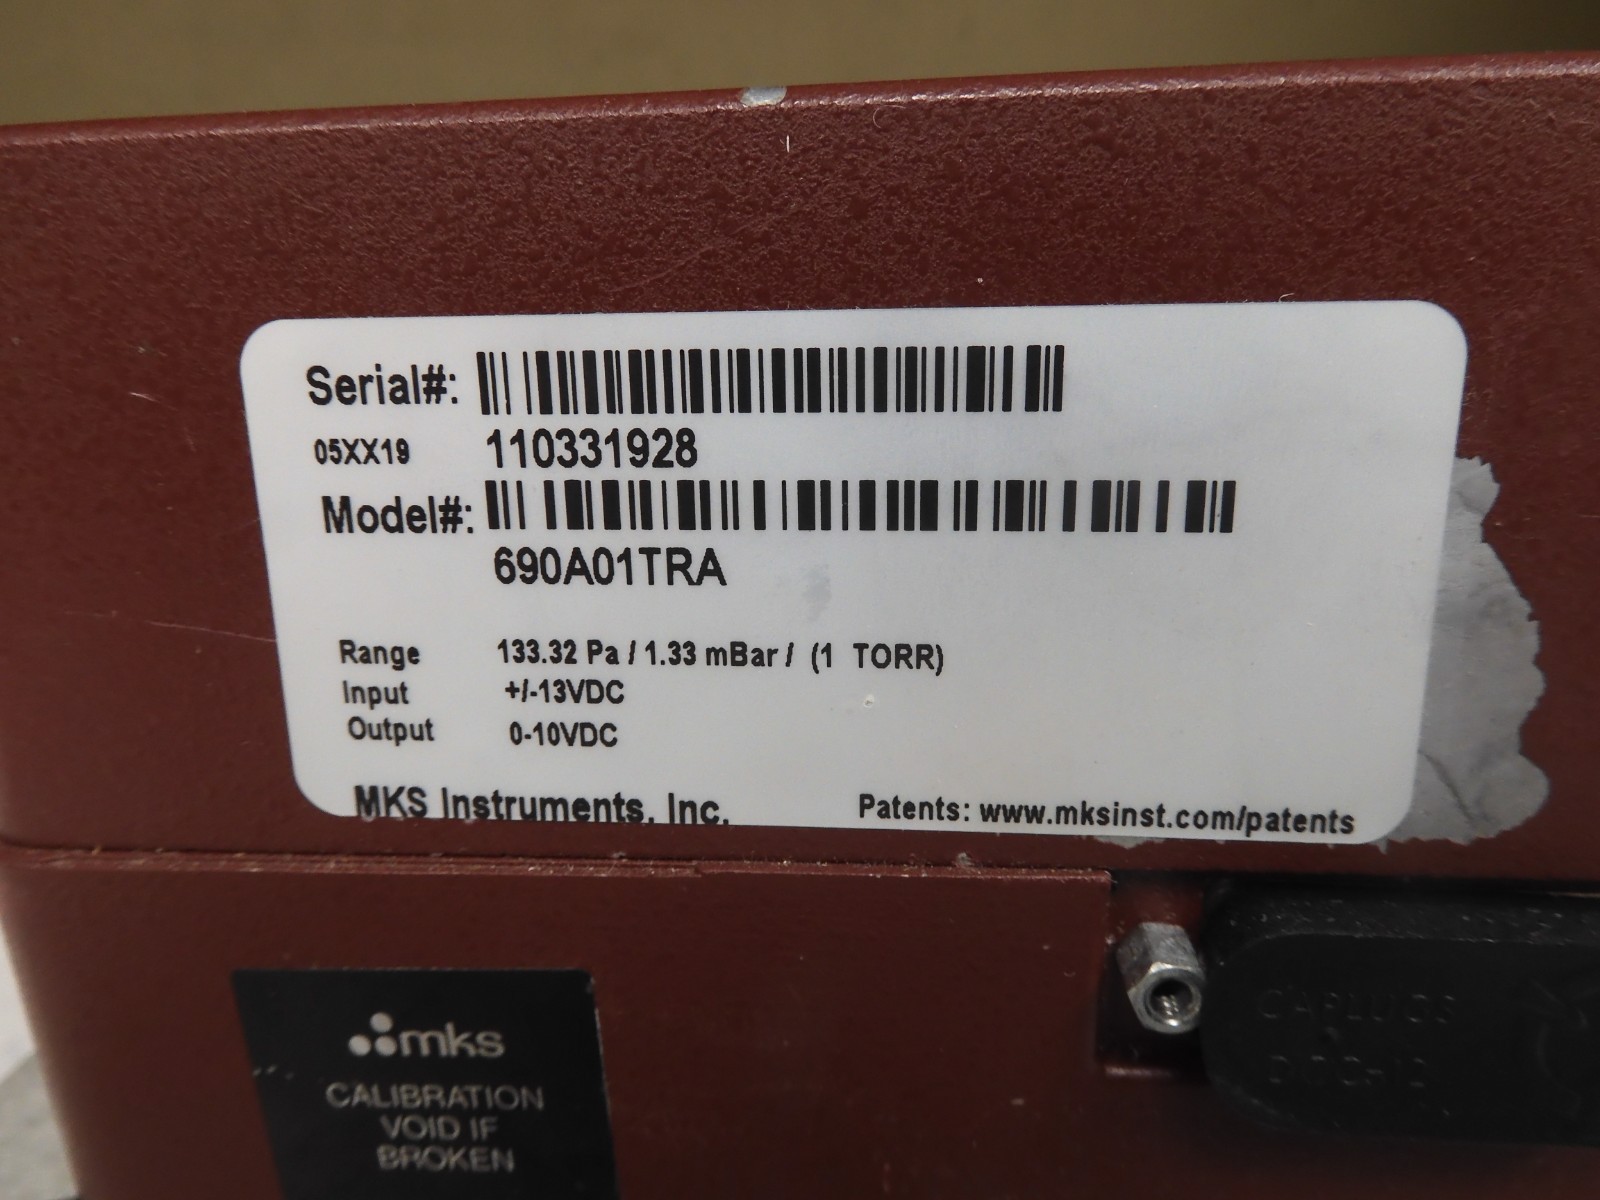 Serial#:
05XX19 110331928
Model#:
690A01TRA
Range 133.32 Pa / 1.33 mBar / (1 TORR)
Input +/-13VDC
Output 0-10VDC
MKS Instruments, Inc. Patents: www.mksinst.com/patents
mks
CALIBRATION
VOID IF
BROKEN
CAPLUGS